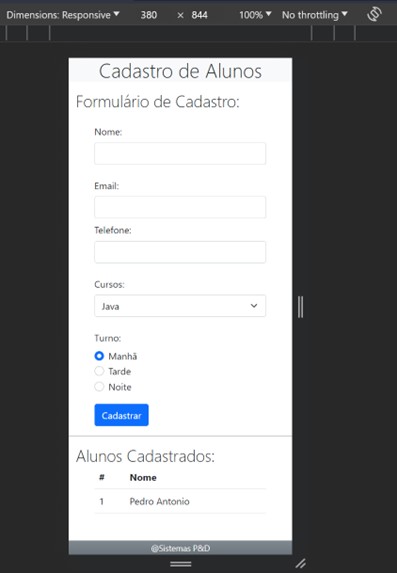 Dimensions: Responsive 380 × 844 100% No throttling
Cadastro de Alunos
Formulário de Cadastro:
Nome:
Email:
Telefone:
Cursos:
Java
Turno:
Manhã
Tarde
Noite
Cadastrar
Alunos Cadastrados:
# Nome
1 Pedro Antonio
@Sistemas P&D